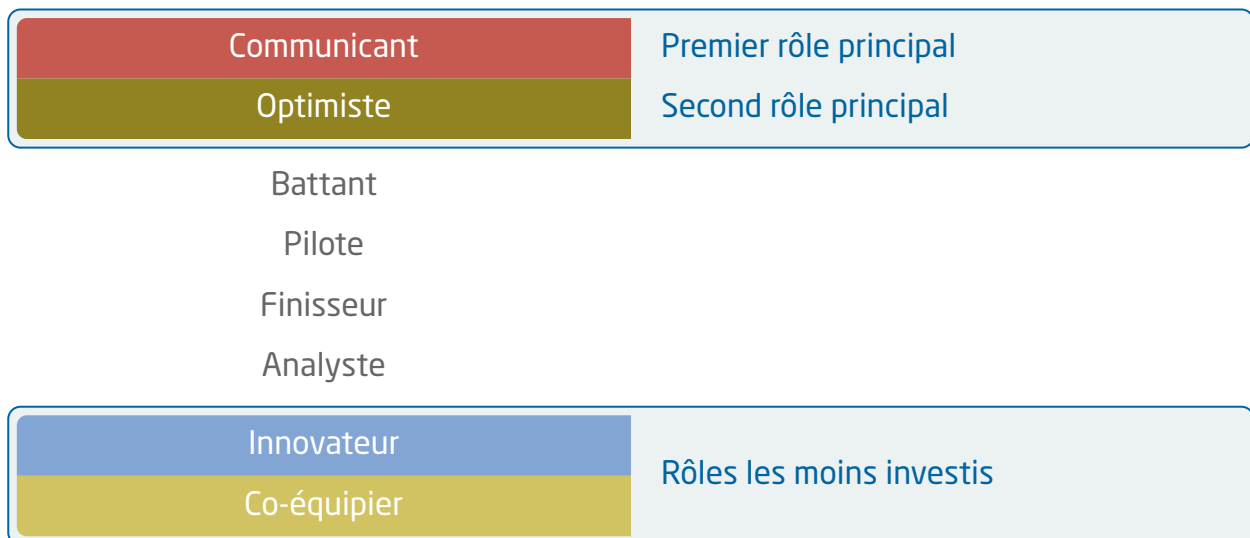 Communicant Premier rôle principal
Optimiste Second rôle principal
Battant
Pilote
Finisseur
Analyste
Innovateur
Rôles les moins investis
Co-équipier